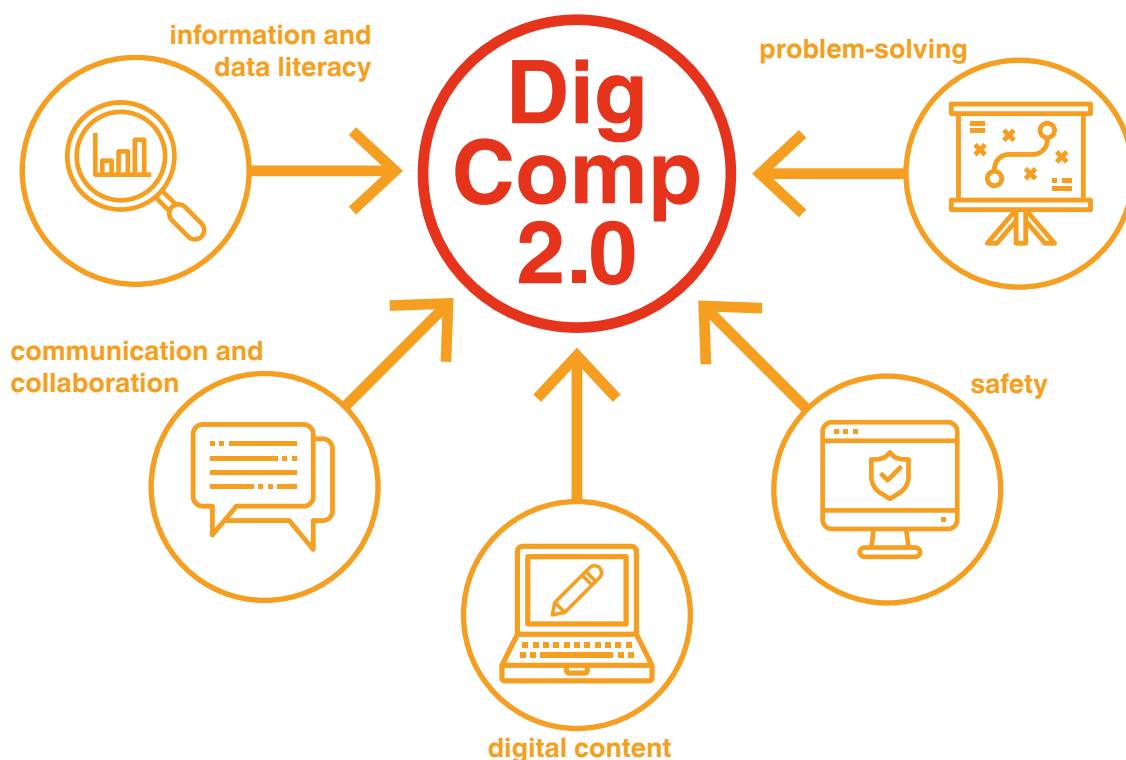 information and
data literacy
Dig
Comp
2.0
problem-solving
communication and
collaboration
safety
digital content